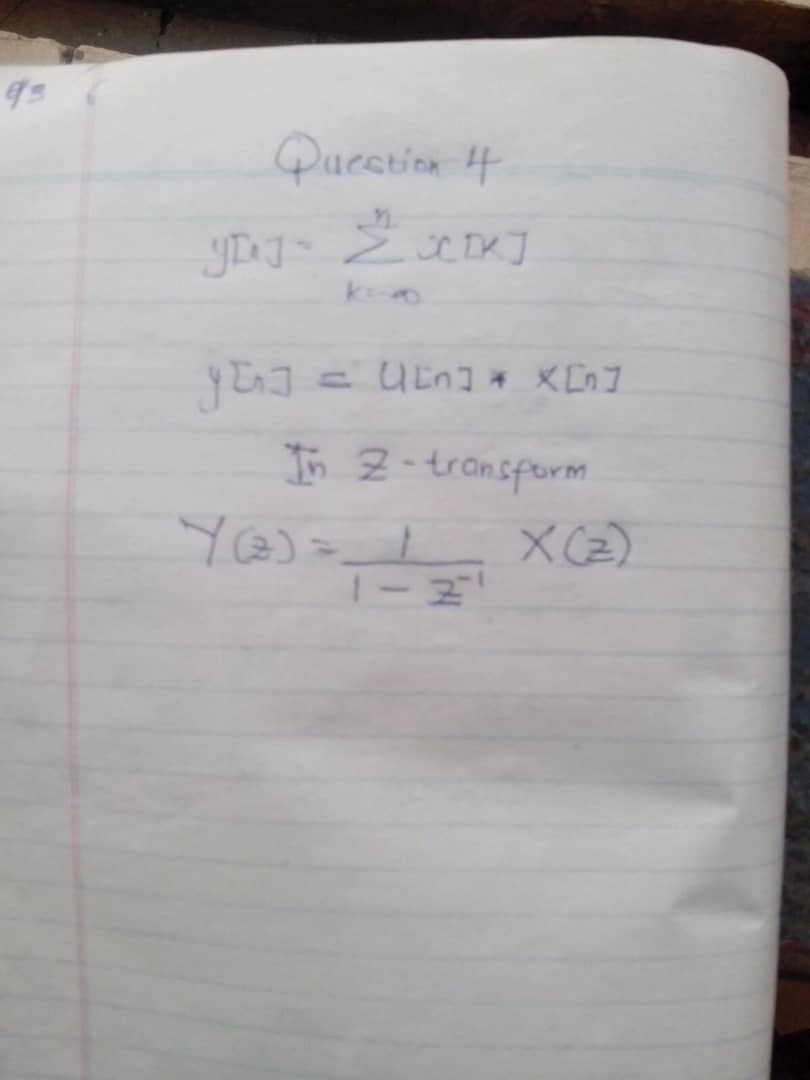 Question 4
y[n] = n∑k=-∞ x[k]
y[n] = u[n] * x[n]
In Z-transform
Y(z) = 1/(1 - z⁻¹) X(z)